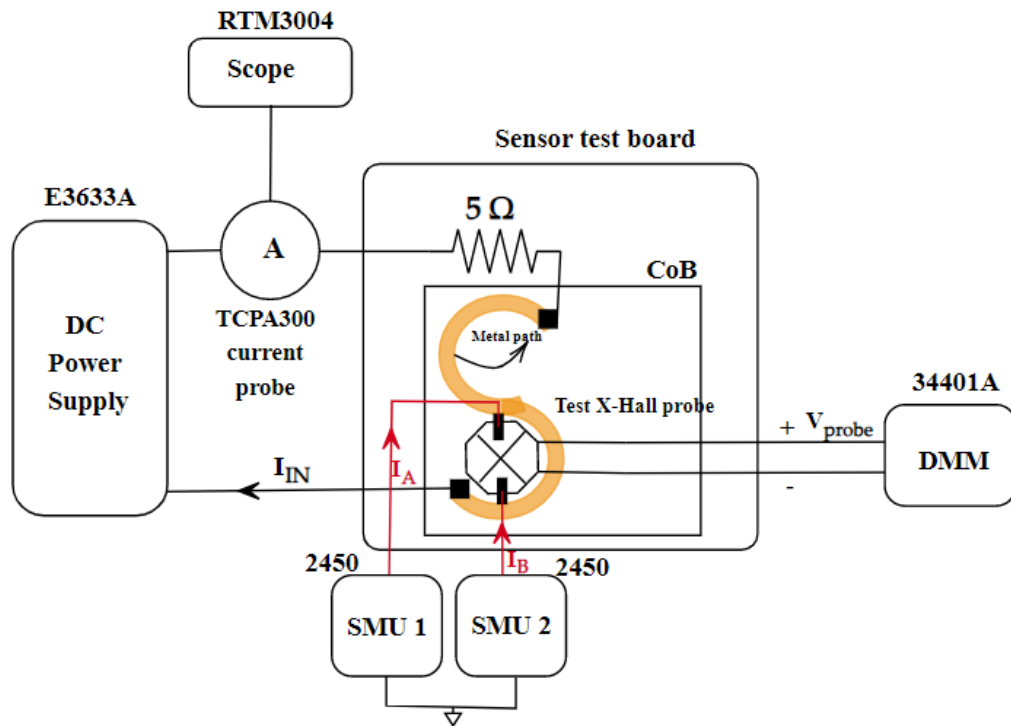 RTM3004
Scope
Sensor test board
E3633A
5 Ω
A
CoB
TCPA300
current
probe
DC
Power
Supply
Metal path
34401A
Test X-Hall probe
+ Vprobe
DMM
-
IIN
IA
IB
2450
2450
SMU 1
SMU 2